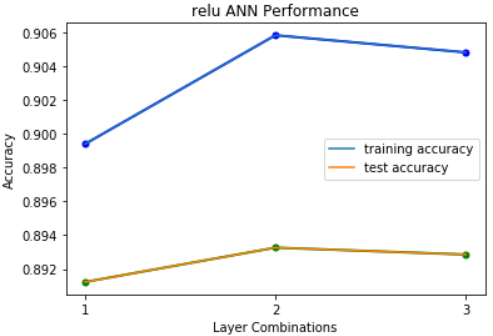 relu ANN Performance
0.906
0.904
0.902
0.900
0.898
0.896
0.894
0.892
Accuracy
training accuracy
test accuracy
1
2
3
Layer Combinations